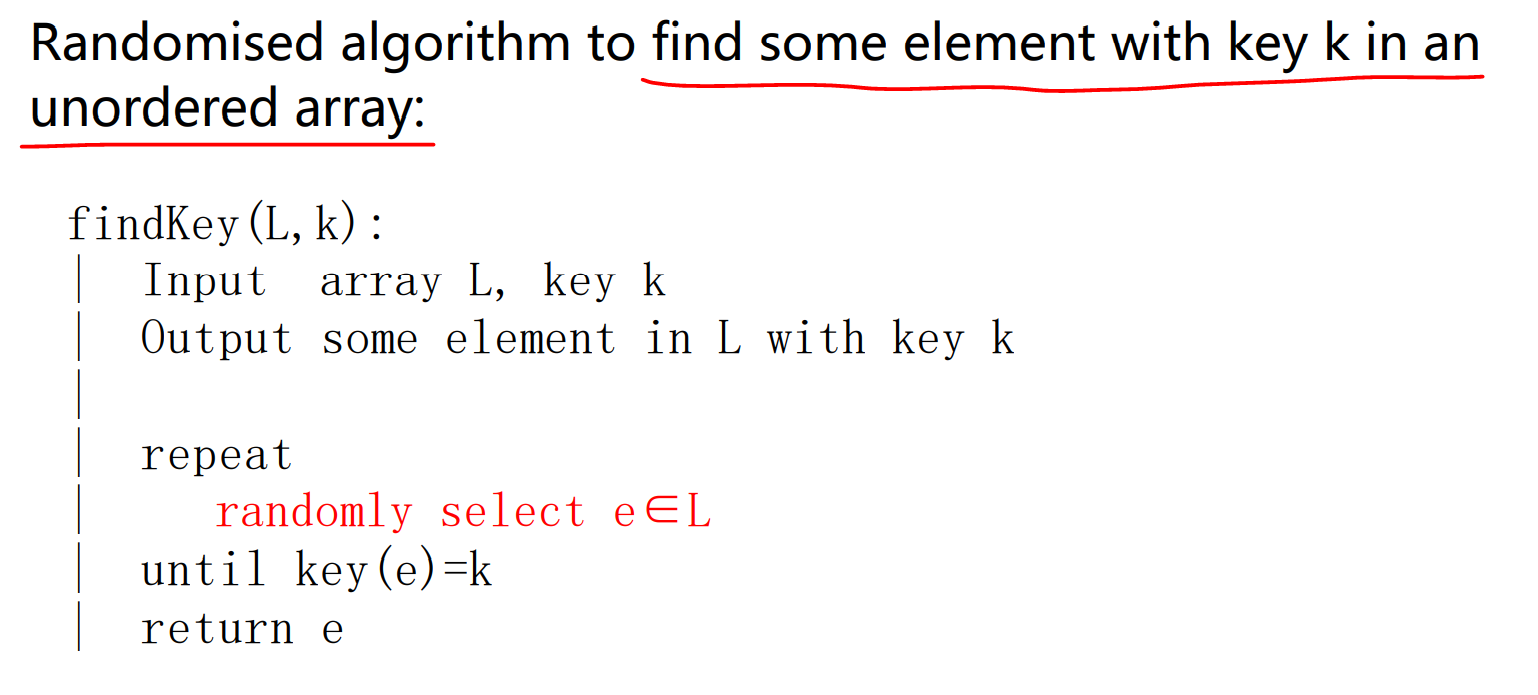 Randomised algorithm to find some element with key k in an
unordered array:
findKey(L,k):
| Input array L, key k
| Output some element in L with key k
|
| repeat
| randomly select e∈L
| until key(e)=k
| return e